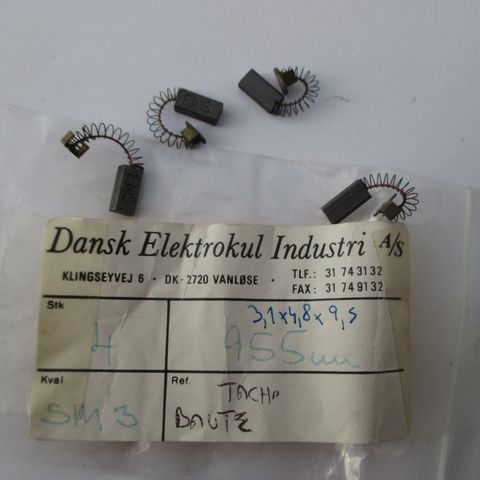 EMS
Dansk Elektrokul Industri A/S
KLINGSEYVEJ 6 · DK-2720 VANLØSE · TLF.: 31 74 31 32
FAX: 31 74 91 32
Stk
4
3,1x4,8x9,5
955
Kval
SM 3
Ref.
TACHO